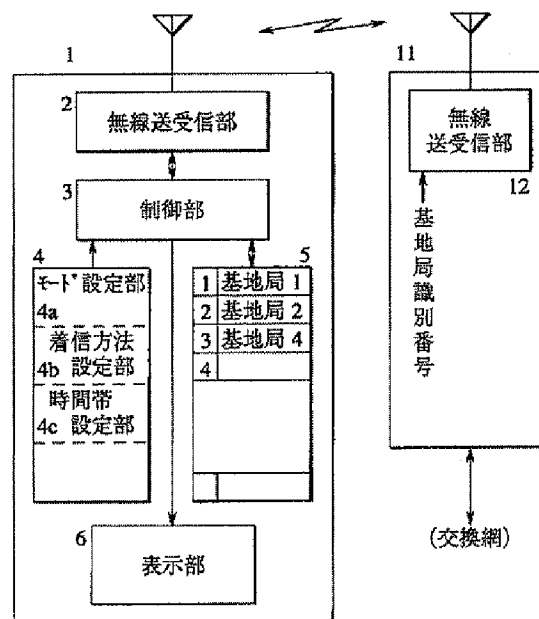 1
2
無線送受信部
3
制御部
4
モード設定部
4a
着信方法
4b 設定部
時間帯
4c 設定部
5
1 基地局 1
2 基地局 2
3 基地局 4
4
6
表示部
11
無線
送受信部
12
基地局識別番号
(交換網)